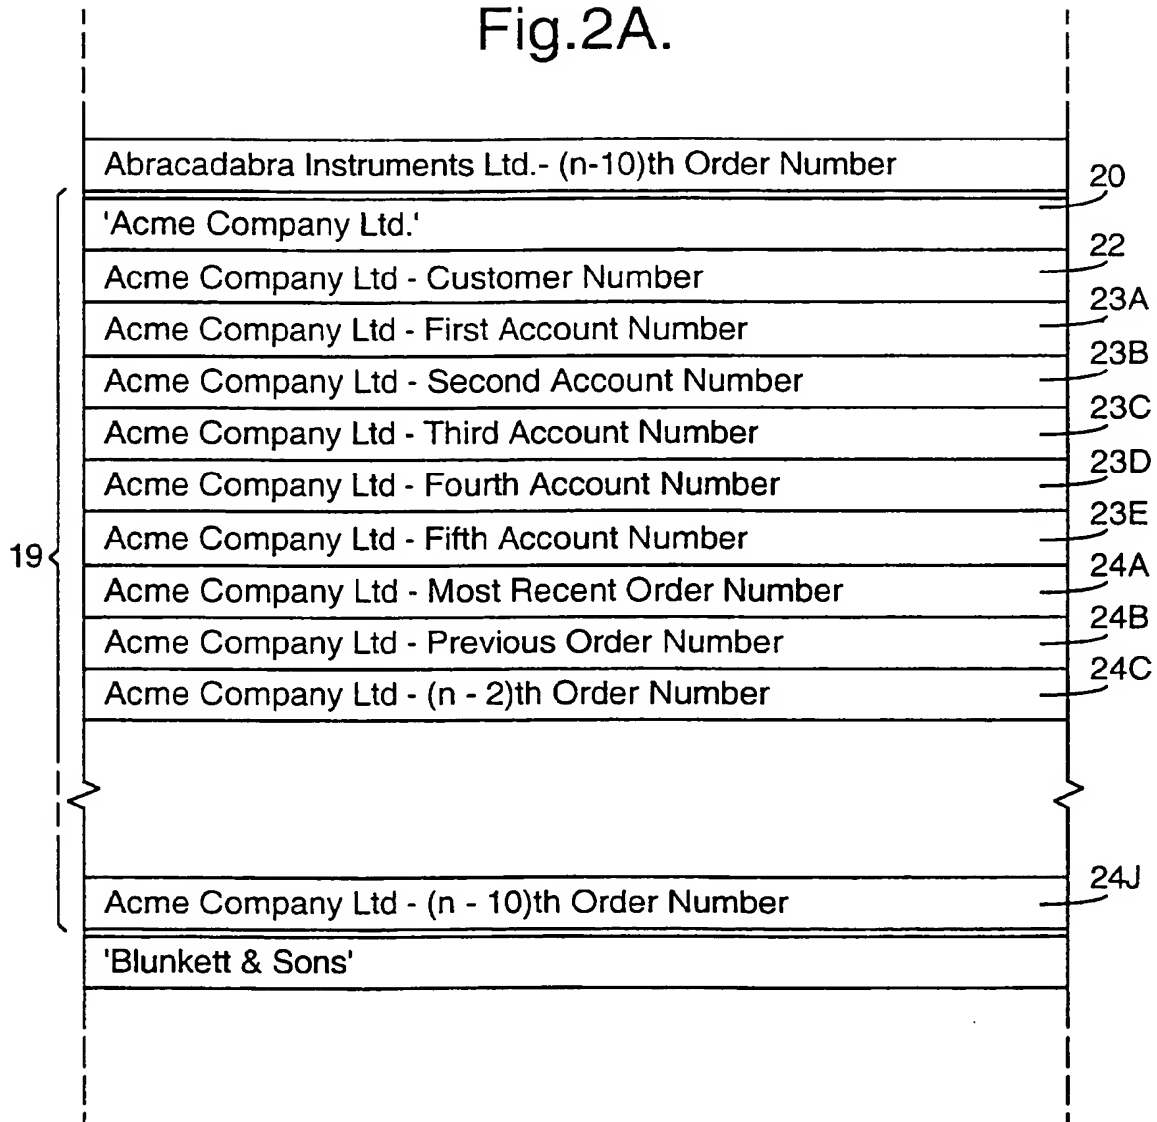 Fig.2A.
Abracadabra Instruments Ltd.- (n-10)th Order Number
20
'Acme Company Ltd.'
22
Acme Company Ltd - Customer Number
23A
Acme Company Ltd - First Account Number
23B
Acme Company Ltd - Second Account Number
23C
Acme Company Ltd - Third Account Number
23D
Acme Company Ltd - Fourth Account Number
23E
19
Acme Company Ltd - Fifth Account Number
24A
Acme Company Ltd - Most Recent Order Number
24B
Acme Company Ltd - Previous Order Number
24C
Acme Company Ltd - (n - 2)th Order Number
24J
Acme Company Ltd - (n - 10)th Order Number
'Blunkett & Sons'